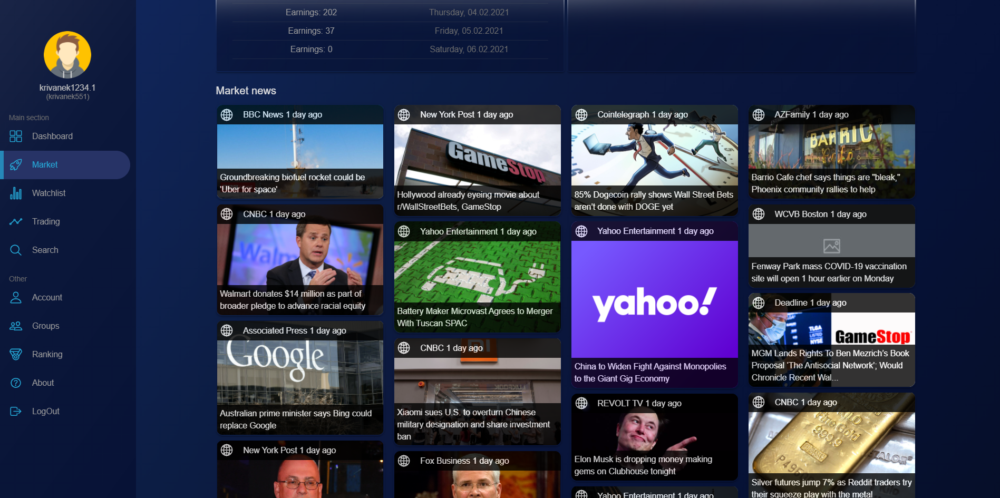 krivanek1234.1
(krivanek551)
Main section
Dashboard
Market
Watchlist
Trading
Search
Other
Account
Groups
Ranking
About
LogOut
Earnings: 202 Thursday, 04.02.2021
Earnings: 37 Friday, 05.02.2021
Earnings: 0 Saturday, 06.02.2021
Market news
BBC News 1 day ago
Groundbreaking biofuel rocket could be
'Uber for space'
CNBC 1 day ago
Walmart donates $14 million as part of
broader pledge to advance racial equity
Associated Press 1 day ago
Google
Australian prime minister says Bing could
replace Google
New York Post 1 day ago
New York Post 1 day ago
GameStop
Hollywood already eyeing movie about
r/WallStreetBets, GameStop
Yahoo Entertainment 1 day ago
Battery Maker Microvast Agrees to Merger
With Tuscan SPAC
CNBC 1 day ago
Xiaomi sues U.S. to overturn Chinese
military designation and share investment
ban
Fox Business 1 day ago
Cointelegraph 1 day ago
85% Dogecoin rally shows Wall Street Bets
aren't done with DOGE yet
Yahoo Entertainment 1 day ago
yahoo!
China to Widen Fight Against Monopolies
to the Giant Gig Economy
REVOLT TV 1 day ago
Elon Musk is dropping money making
gems on Clubhouse tonight
Yahoo Entertainment 1 day ago
AZFamily 1 day ago
BARRIO
Barrio Cafe chef says things are "bleak,"
Phoenix community rallies to help
WCVB Boston 1 day ago
Fenway Park mass COVID-19 vaccination
site will open 1 hour earlier on Monday
Deadline 1 day ago
TLGA
LISTED
NYSE
GameStop
MGM Lands Rights To Ben Mezrich's Book
Proposal ‘The Antisocial Network’; Would
Chronicle Recent Wal...
CNBC 1 day ago
Fine Gold
999.9
Silver futures jump 7% as Reddit traders try
their squeeze play with the metal